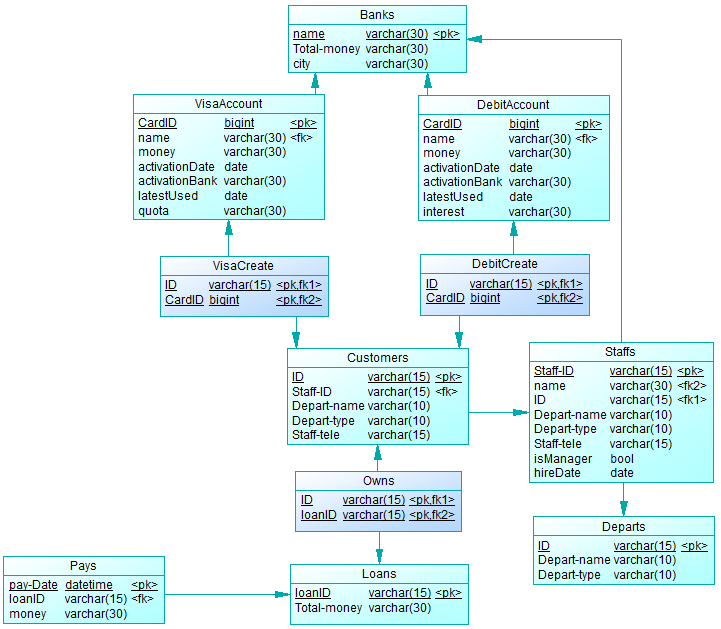 Banks
name varchar(30) <pk>
Total-money varchar(30)
city varchar(30)
VisaAccount
CardID bigint <pk>
name varchar(30) <fk>
money varchar(30)
activationDate date
activationBank varchar(30)
latestUsed date
quota varchar(30)
DebitAccount
CardID bigint <pk>
name varchar(30) <fk>
money varchar(30)
activationDate date
activationBank varchar(30)
latestUsed date
interest varchar(30)
VisaCreate
ID varchar(15) <pk,fk1>
CardID bigint <pk,fk2>
DebitCreate
ID varchar(15) <pk,fk1>
CardID bigint <pk,fk2>
Customers
ID varchar(15) <pk>
Staff-ID varchar(15) <fk>
Depart-name varchar(10)
Depart-type varchar(10)
Staff-tele varchar(15)
Staffs
Staff-ID varchar(15) <pk>
name varchar(30) <fk2>
ID varchar(15) <fk1>
Depart-name varchar(10)
Depart-type varchar(10)
Staff-tele varchar(15)
isManager bool
hireDate date
Owns
ID varchar(15) <pk,fk1>
loanID varchar(15) <pk,fk2>
Departs
ID varchar(15) <pk>
Depart-name varchar(10)
Depart-type varchar(10)
Pays
pay-Date datetime <pk>
loanID varchar(15) <fk>
money varchar(30)
Loans
loanID varchar(15) <pk>
Total-money varchar(30)